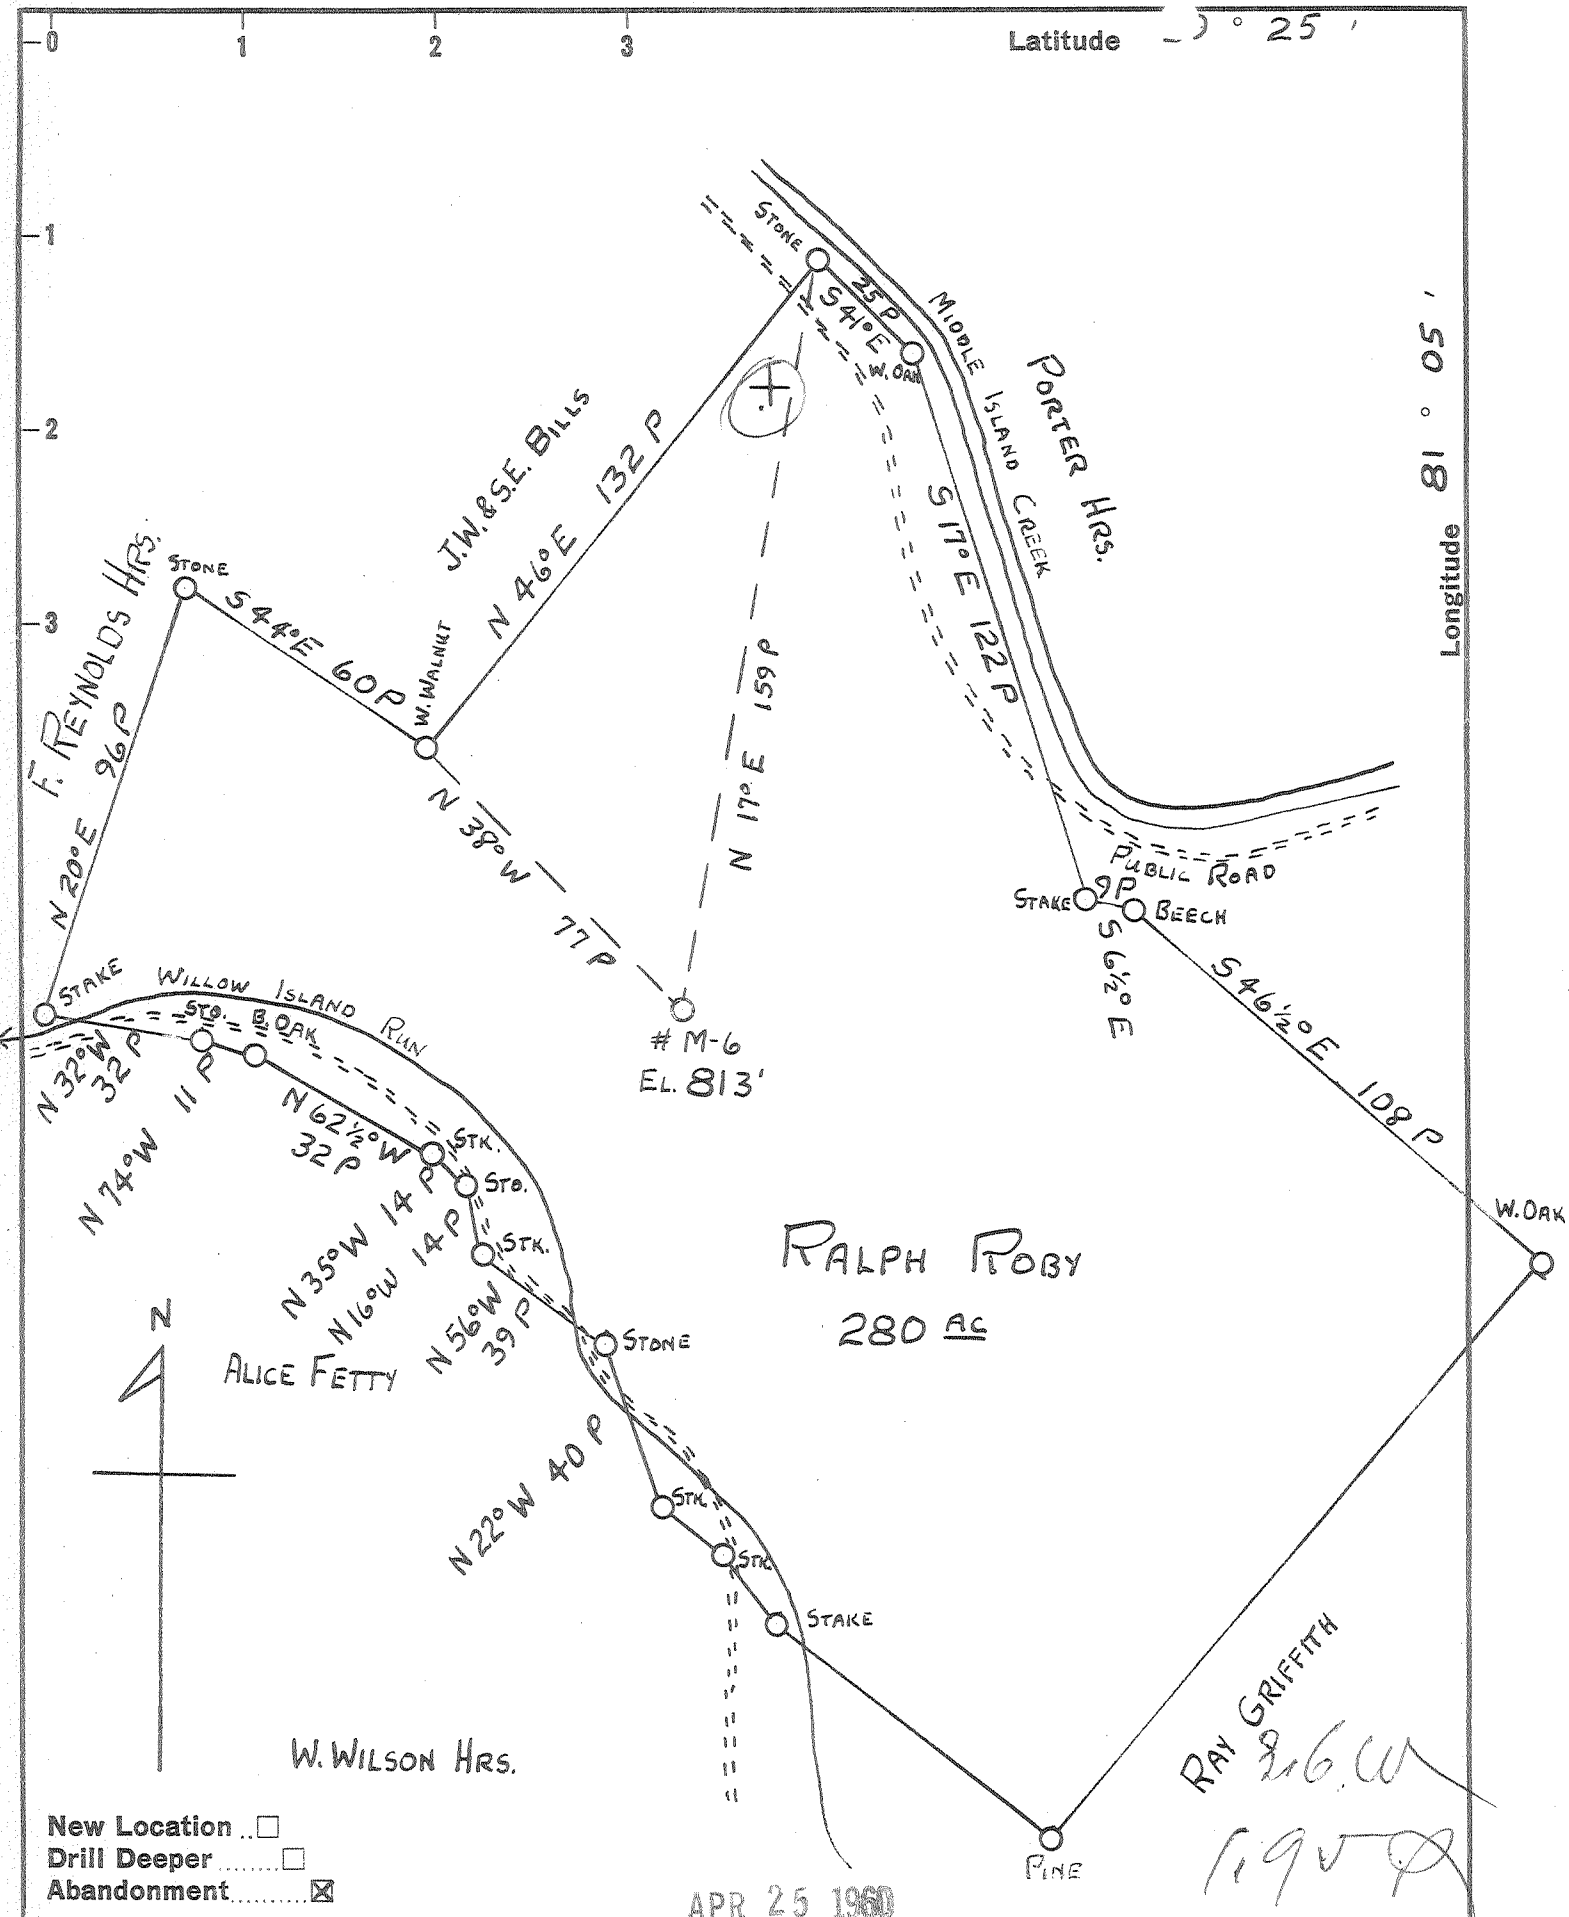 0 1 2 3 Latitude ° 25 '
1
2
3
Longitude 81 ° 05 '
STONE
25 P
S 41° E
W. OAK
MIDDLE ISLAND CREEK
PORTER HRS.
J.W. & S.E. BILLS
N 46° E 132 P
S 17° E 122 P
F. REYNOLDS HRS.
STONE
S 44° E 60 P
W. WALNUT
N 20° E 96 P
N 38° W 77 P
N 17° E 159 P
PUBLIC ROAD
STAKE 9 P BEECH
S 6½° E
S 46½° E 108 P
W. OAK
STAKE
WILLOW ISLAND RUN
STO. B. OAK
N 32° W
32 P
N 74° W 11 P
N 62½° W
32 P
# M-6
EL. 813'
STK.
STO.
STK.
N 35° W 14 P
N 16° W 14 P
N 56° W
39 P
STONE
RALPH ROBY
280 AC
N
ALICE FETTY
N 22° W 40 P
STK.
STK.
STAKE
RAY GRIFFITH
W. WILSON HRS.
PINE
New Location ..
Drill Deeper ........
Abandonment .......... ☒
APR 25 1960